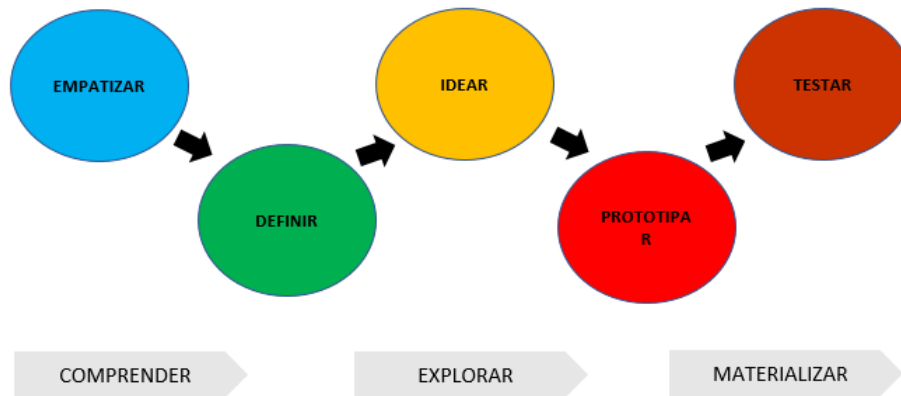 EMPATIZAR
IDEAR
TESTAR
DEFINIR
PROTOTIPA
R
COMPRENDER
EXPLORAR
MATERIALIZAR